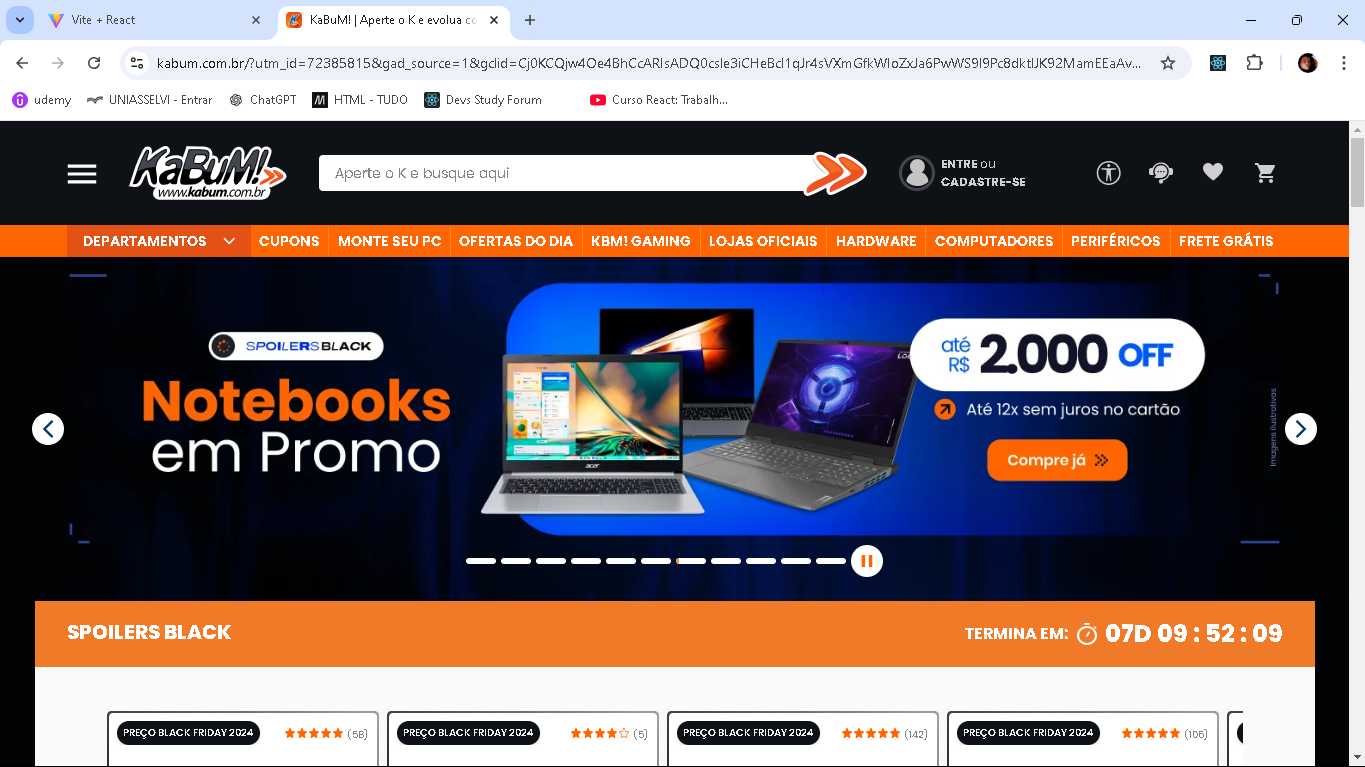 Vite + React
KaBuM! | Aperte o K e evolua co
kabum.com.br/?utm_id=72385815&gad_source=1&gclid=Cj0KCQjw4Oe4BhCcARIsADQ0csle3iCHeBcl1qJr4sVXmGfkWloZxJa6PwWS9l9Pc8dktlJK92MamEEaAv...
udemy
UNIASSELVI - Entrar
ChatGPT
HTML - TUDO
Devs Study Forum
Curso React: Trabalh...
KaBuM!
www.kabum.com.br
Aperte o K e busque aqui
ENTRE ou
CADASTRE-SE
DEPARTAMENTOS
CUPONS
MONTE SEU PC
OFERTAS DO DIA
KBM! GAMING
LOJAS OFICIAIS
HARDWARE
COMPUTADORES
PERIFÉRICOS
FRETE GRÁTIS
SPOILERSBLACK
Notebooks
em Promo
acer
até
R$ 2.000 OFF
Até 12x sem juros no cartão
Compre já
Imagens ilustrativas
SPOILERS BLACK
TERMINA EM: 07D 09 : 52 : 09
PREÇO BLACK FRIDAY 2024 (58)
PREÇO BLACK FRIDAY 2024 (5)
PREÇO BLACK FRIDAY 2024 (142)
PREÇO BLACK FRIDAY 2024 (106)